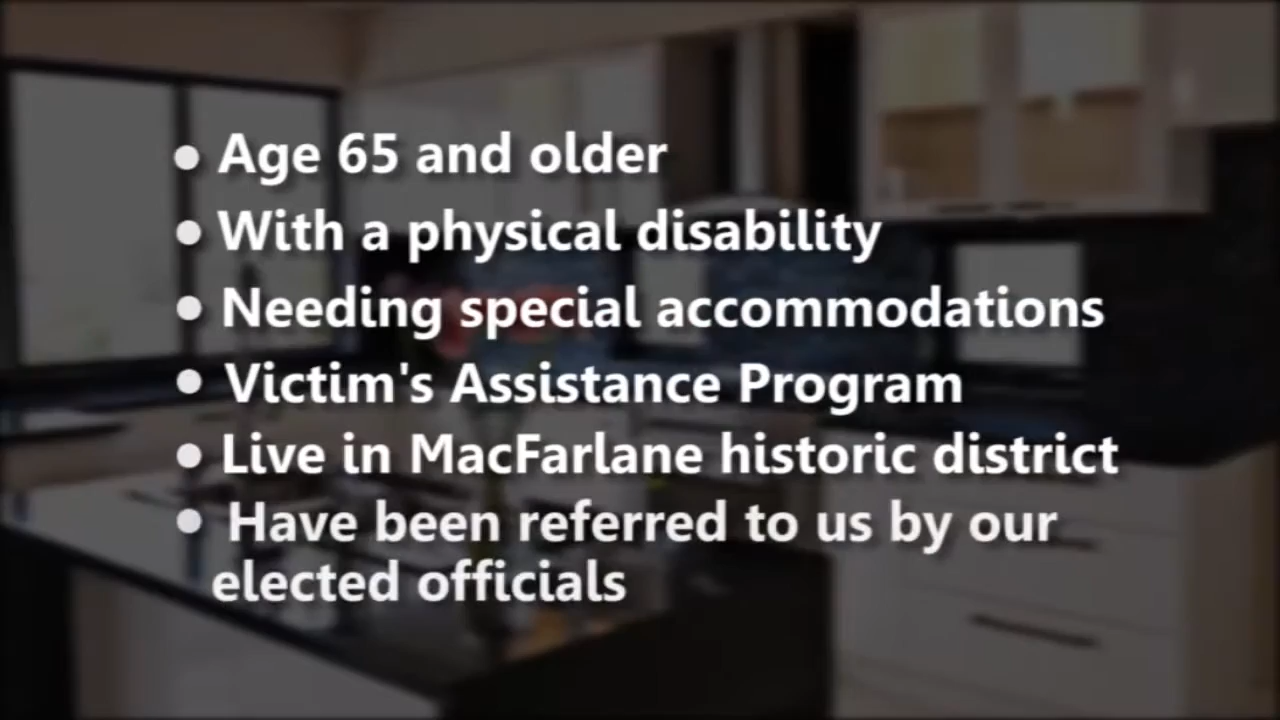 • Age 65 and older
• With a physical disability
• Needing special accommodations
• Victim's Assistance Program
• Live in MacFarlane historic district
• Have been referred to us by our
elected officials